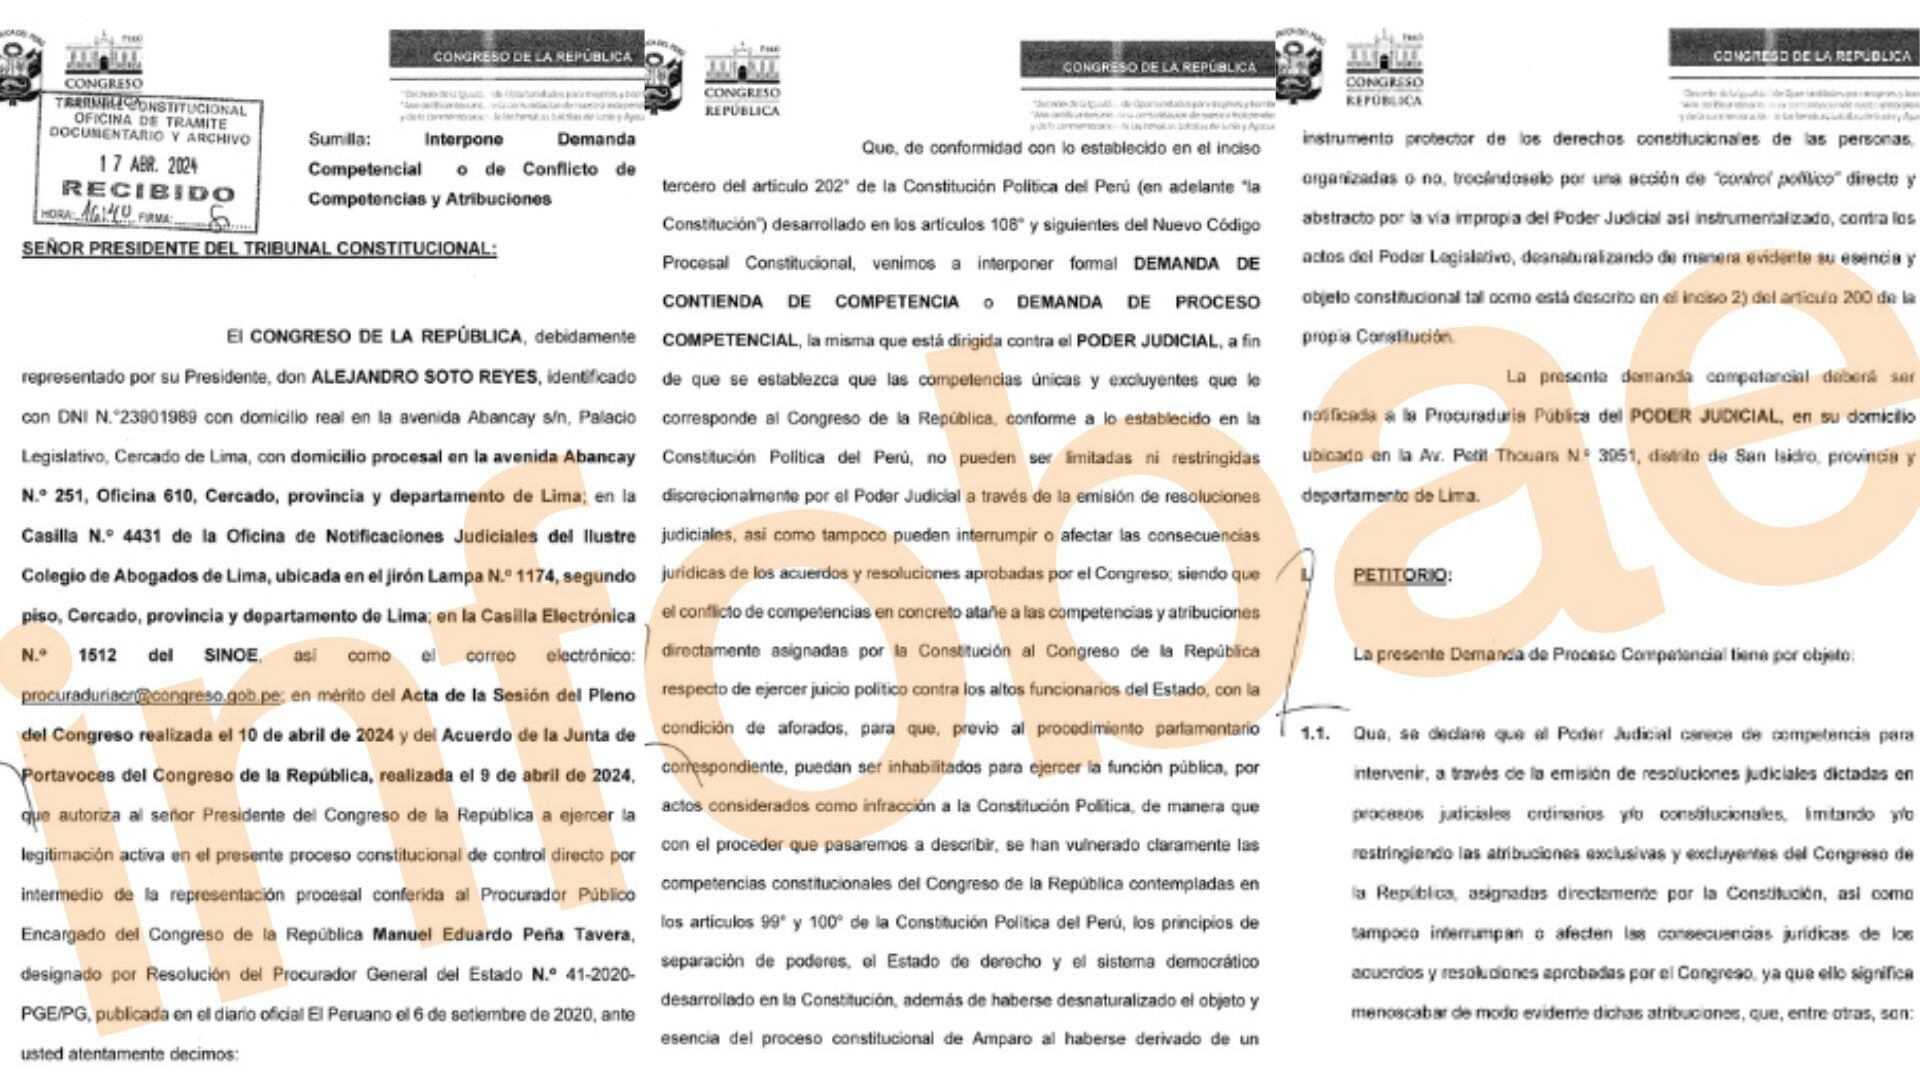 CONGRESO
REPÚBLICA
CONGRESO DE LA REPÚBLICA
TRIBUNAL CONSTITUCIONAL
OFICINA DE TRAMITE
DOCUMENTARIO Y ARCHIVO
17 ABR. 2024
RECIBIDO
HORA: 16:40 FIRMA:
Sumilla: Interpone Demanda
Competencial o de Conflicto de
Competencias y Atribuciones
SEÑOR PRESIDENTE DEL TRIBUNAL CONSTITUCIONAL:
El CONGRESO DE LA REPÚBLICA, debidamente
representado por su Presidente, don ALEJANDRO SOTO REYES, identificado
con DNI N.°23901989 con domicilio real en la avenida Abancay s/n, Palacio
Legislativo, Cercado de Lima, con domicilio procesal en la avenida Abancay
N.º 251, Oficina 610, Cercado, provincia y departamento de Lima; en la
Casilla N.º 4431 de la Oficina de Notificaciones Judiciales del Ilustre
Colegio de Abogados de Lima, ubicada en el jirón Lampa N.º 1174, segundo
piso, Cercado, provincia y departamento de Lima; en la Casilla Electrónica
N.º 1512 del SINOE, así como el correo electrónico:
procuraduriacr@congreso.gob.pe; en mérito del Acta de la Sesión del Pleno
del Congreso realizada el 10 de abril de 2024 y del Acuerdo de la Junta de
Portavoces del Congreso de la República, realizada el 9 de abril de 2024,
que autoriza al señor Presidente del Congreso de la República a ejercer la
legitimación activa en el presente proceso constitucional de control directo por
intermedio de la representación procesal conferida al Procurador Público
Encargado del Congreso de la República Manuel Eduardo Peña Tavera,
designado por Resolución del Procurador General del Estado N.º 41-2020-
PGE/PG, publicada en el diario oficial El Peruano el 6 de setiembre de 2020, ante
usted atentamente decimos:
CONGRESO
REPÚBLICA
CONGRESO DE LA REPÚBLICA
Que, de conformidad con lo establecido en el inciso
tercero del artículo 202° de la Constitución Política del Perú (en adelante "la
Constitución") desarrollado en los artículos 108° y siguientes del Nuevo Código
Procesal Constitucional, venimos a interponer formal DEMANDA DE
CONTIENDA DE COMPETENCIA o DEMANDA DE PROCESO
COMPETENCIAL, la misma que está dirigida contra el PODER JUDICIAL, a fin
de que se establezca que las competencias únicas y excluyentes que le
corresponde al Congreso de la República, conforme a lo establecido en la
Constitución Política del Perú, no pueden ser limitadas ni restringidas
discrecionalmente por el Poder Judicial a través de la emisión de resoluciones
judiciales, así como tampoco pueden interrumpir o afectar las consecuencias
jurídicas de los acuerdos y resoluciones aprobadas por el Congreso; siendo que
el conflicto de competencias en concreto atañe a las competencias y atribuciones
directamente asignadas por la Constitución al Congreso de la República
respecto de ejercer juicio político contra los altos funcionarios del Estado, con la
condición de aforados, para que, previo al procedimiento parlamentario
correspondiente, puedan ser inhabilitados para ejercer la función pública, por
actos considerados como infracción a la Constitución Política, de manera que
con el proceder que pasaremos a describir, se han vulnerado claramente las
competencias constitucionales del Congreso de la República contempladas en
los artículos 99° y 100° de la Constitución Política del Perú, los principios de
separación de poderes, el Estado de derecho y el sistema democrático
desarrollado en la Constitución, además de haberse desnaturalizado el objeto y
esencia del proceso constitucional de Amparo al haberse derivado de un
CONGRESO
REPÚBLICA
CONGRESO DE LA REPÚBLICA
instrumento protector de los derechos constitucionales de las personas,
organizadas o no, trocándoselo por una acción de "control político" directo y
abstracto por la vía impropia del Poder Judicial así instrumentalizado, contra los
actos del Poder Legislativo, desnaturalizando de manera evidente su esencia y
objeto constitucional tal como está descrito en el inciso 2) del artículo 200 de la
propia Constitución.
La presente demanda competencial deberá ser
notificada a la Procuraduría Pública del PODER JUDICIAL, en su domicilio
ubicado en la Av. Petit Thouars N.º 3951, distrito de San Isidro, provincia y
departamento de Lima.
I. PETITORIO:
La presente Demanda de Proceso Competencial tiene por objeto:
1.1. Que, se declare que el Poder Judicial carece de competencia para
intervenir, a través de la emisión de resoluciones judiciales dictadas en
procesos judiciales ordinarios y/o constitucionales, limitando y/o
restringiendo las atribuciones exclusivas y excluyentes del Congreso de
la República, asignadas directamente por la Constitución, así como
tampoco interrumpan o afecten las consecuencias jurídicas de los
acuerdos y resoluciones aprobadas por el Congreso, ya que ello significa
menoscabar de modo evidente dichas atribuciones, que, entre otras, son:
infobae